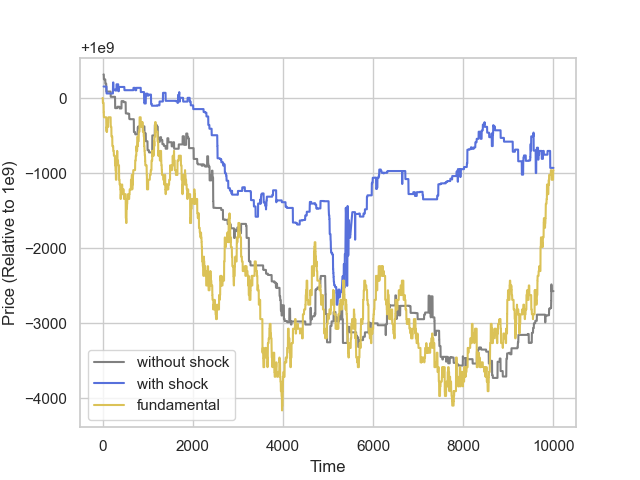 +1e9
0
−1000
−2000
−3000
−4000
Price (Relative to 1e9)
without shock
with shock
fundamental
0
2000
4000
6000
8000
10000
Time